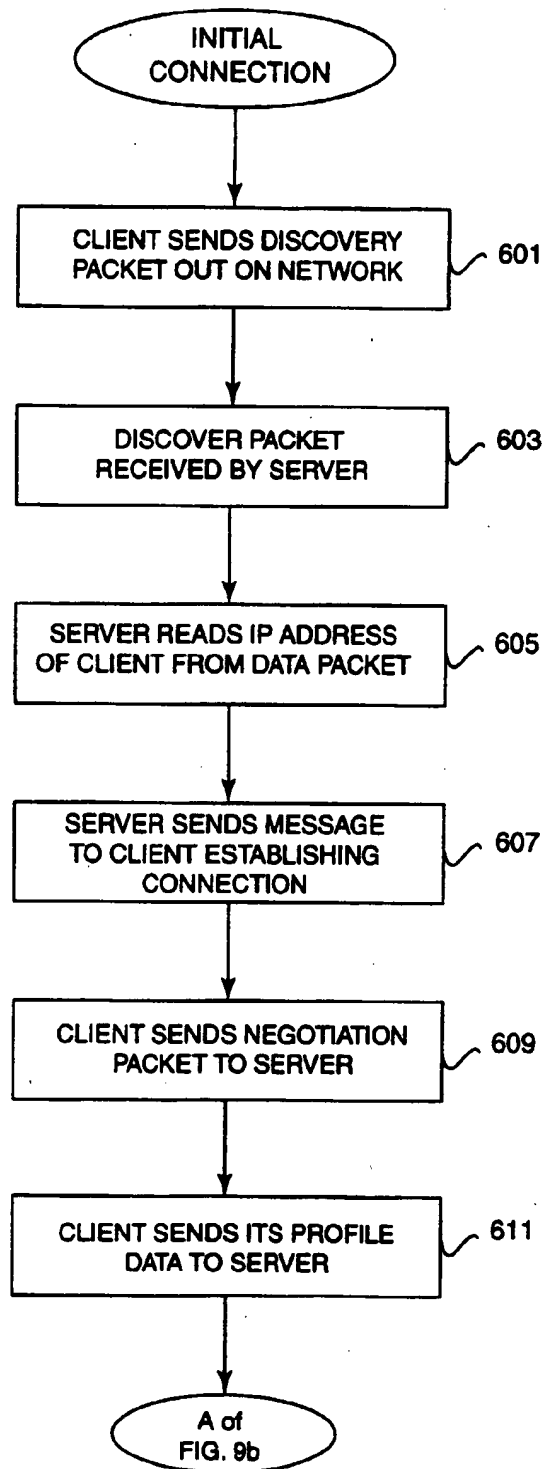 INITIAL
CONNECTION
CLIENT SENDS DISCOVERY
PACKET OUT ON NETWORK
601
DISCOVER PACKET
RECEIVED BY SERVER
603
SERVER READS IP ADDRESS
OF CLIENT FROM DATA PACKET
605
SERVER SENDS MESSAGE
TO CLIENT ESTABLISHING
CONNECTION
607
CLIENT SENDS NEGOTIATION
PACKET TO SERVER
609
CLIENT SENDS ITS PROFILE
DATA TO SERVER
611
A of
FIG. 9b